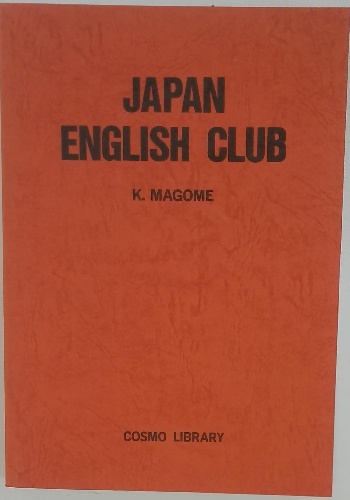 JAPAN
ENGLISH CLUB
K. MAGOME
COSMO LIBRARY